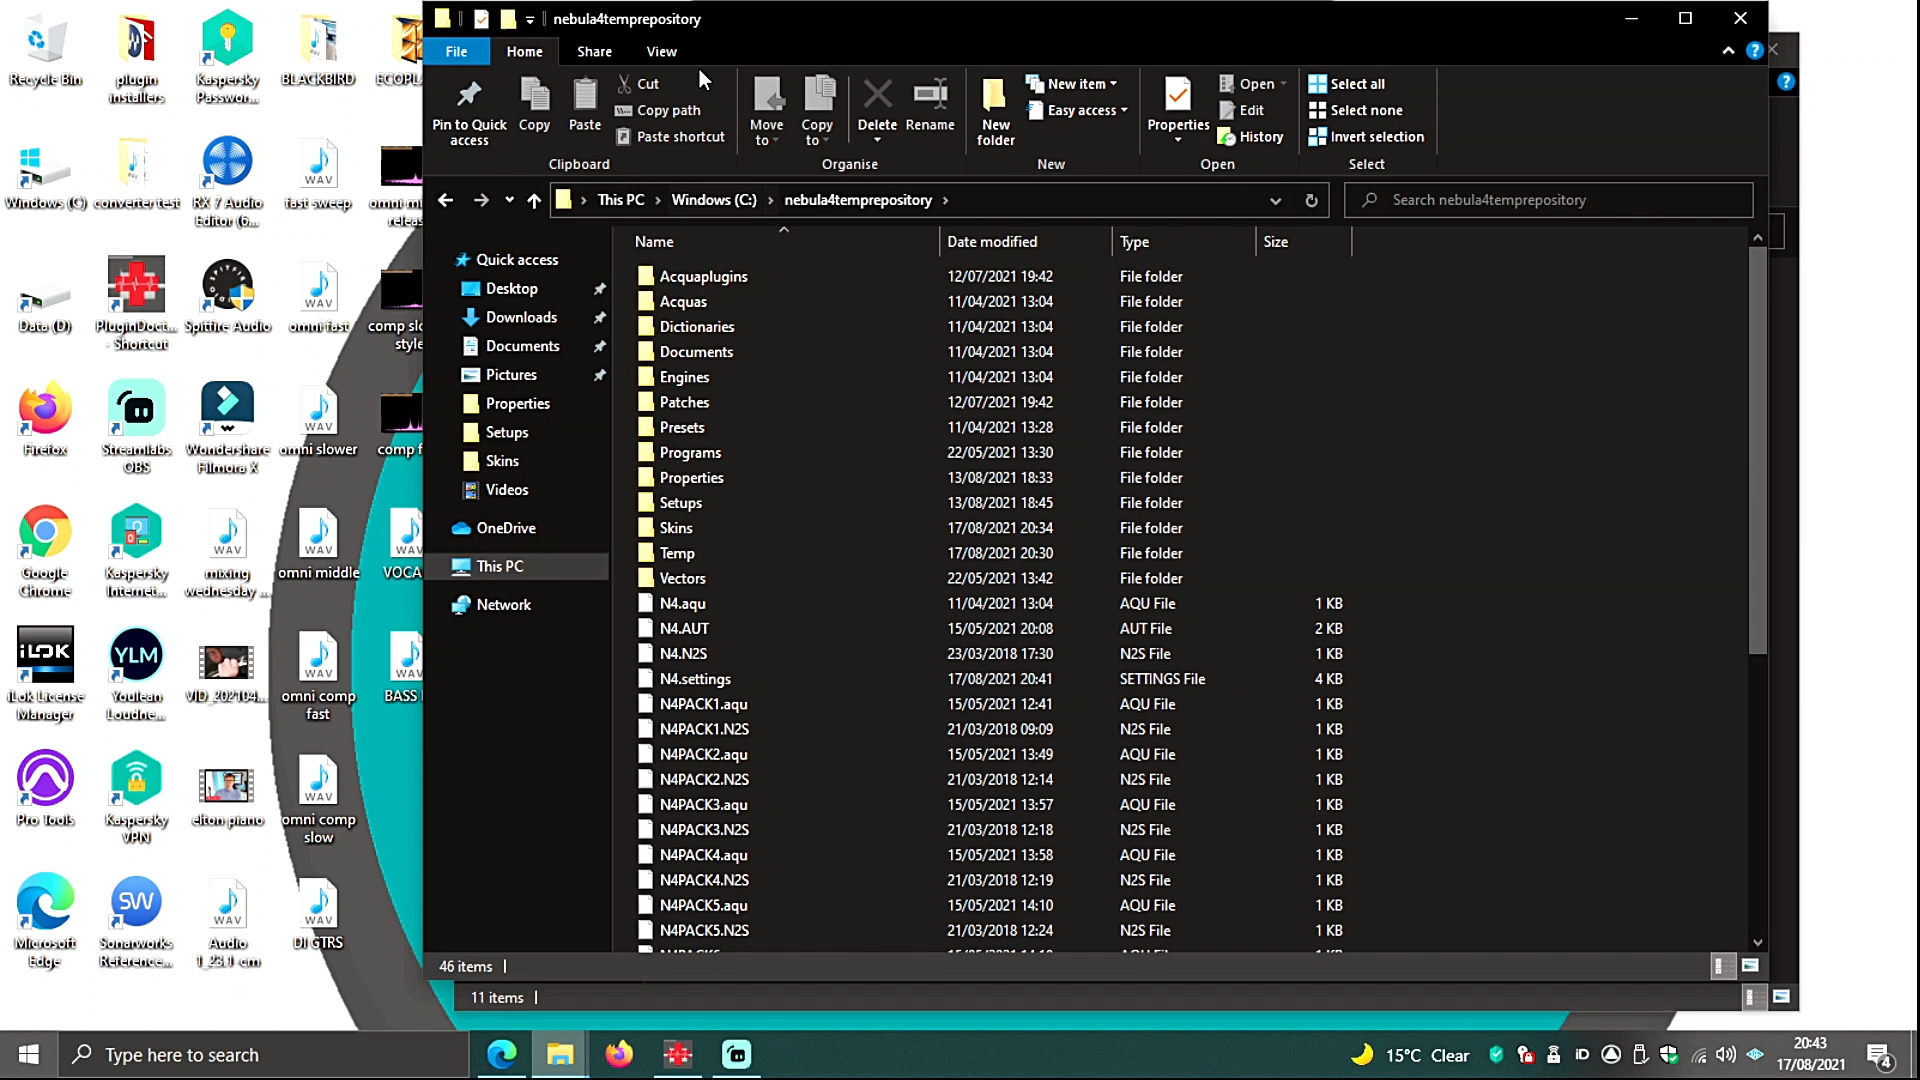 nebula4temprepository
File
Home
Share
View
Pin to Quick access
Copy
Paste
Cut
Copy path
Paste shortcut
Clipboard
Move to
Copy to
Delete
Rename
Organise
New folder
New item
Easy access
New
Properties
Open
Edit
History
Open
Select all
Select none
Invert selection
Select
This PC > Windows (C:) > nebula4temprepository >
Search nebula4temprepository
Quick access
Desktop
Downloads
Documents
Pictures
Properties
Setups
Skins
Videos
OneDrive
This PC
Network
Name Date modified Type Size
Acquaplugins 12/07/2021 19:42 File folder
Acquas 11/04/2021 13:04 File folder
Dictionaries 11/04/2021 13:04 File folder
Documents 11/04/2021 13:04 File folder
Engines 11/04/2021 13:04 File folder
Patches 12/07/2021 19:42 File folder
Presets 11/04/2021 13:28 File folder
Programs 22/05/2021 13:30 File folder
Properties 13/08/2021 18:33 File folder
Setups 13/08/2021 18:45 File folder
Skins 17/08/2021 20:34 File folder
Temp 17/08/2021 20:30 File folder
Vectors 22/05/2021 13:42 File folder
N4.aqu 11/04/2021 13:04 AQU File 1 KB
N4.AUT 15/05/2021 20:08 AUT File 2 KB
N4.N2S 23/03/2018 17:30 N2S File 1 KB
N4.settings 17/08/2021 20:41 SETTINGS File 4 KB
N4PACK1.aqu 15/05/2021 12:41 AQU File 1 KB
N4PACK1.N2S 21/03/2018 09:09 N2S File 1 KB
N4PACK2.aqu 15/05/2021 13:49 AQU File 1 KB
N4PACK2.N2S 21/03/2018 12:14 N2S File 1 KB
N4PACK3.aqu 15/05/2021 13:57 AQU File 1 KB
N4PACK3.N2S 21/03/2018 12:18 N2S File 1 KB
N4PACK4.aqu 15/05/2021 13:58 AQU File 1 KB
N4PACK4.N2S 21/03/2018 12:19 N2S File 1 KB
N4PACK5.aqu 15/05/2021 14:10 AQU File 1 KB
N4PACK5.N2S 21/03/2018 12:24 N2S File 1 KB
46 items
11 items
Recycle Bin
plugin installers
Kaspersky Passwor...
BLACKBIRD
ECOPL
Windows (C)
converter test
RX 7 Audio Editor (6...
fast sweep
omni
releas
Data (D)
PluginDoct... - Shortcut
Spitfire Audio
omni fast
comp slo
style
Firefox
Streamlabs OBS
Wondershare Filmora X
omni slower
comp f
Google Chrome
Kaspersky Internet...
mixing wednesday ...
omni middle
VOCA
iLOK
iLok License Manager
YLM
Youlean Loudne...
VID_202104...
omni comp fast
BASS
Pro Tools
Kaspersky VPN
elton piano
omni comp slow
Microsoft Edge
SW
Sonarworks Reference...
Audio 1_23.1 -cm
DI GTRS
WAV
WAV
WAV
WAV
WAV
WAV
WAV
WAV
WAV
WAV
WAV
Type here to search
15°C Clear
iD
20:43
17/08/2021
4